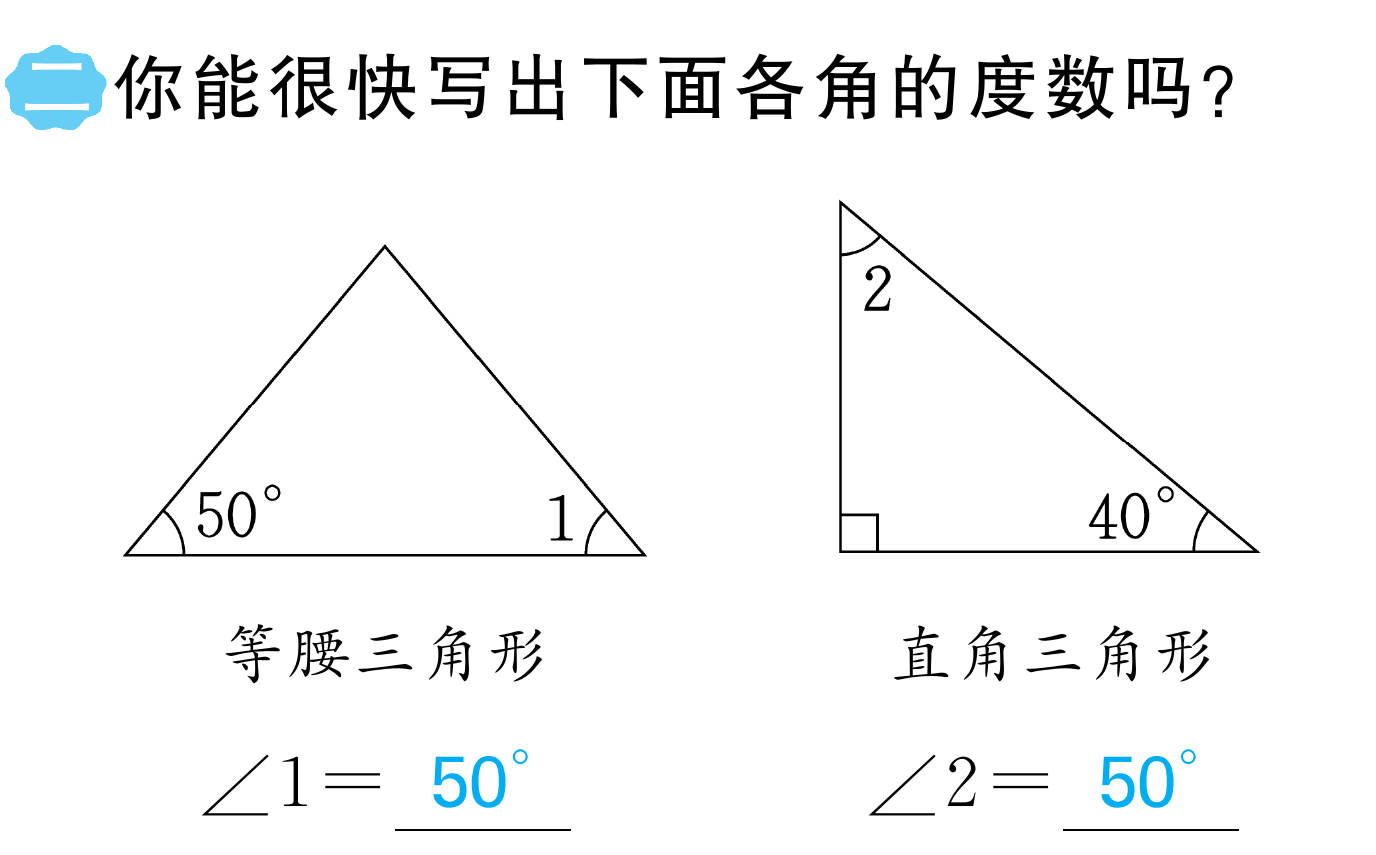 二 你能很快写出下面各角的度数吗?
2
50° 1
40°
等腰三角形 直角三角形
∠1= 50° ∠2= 50°